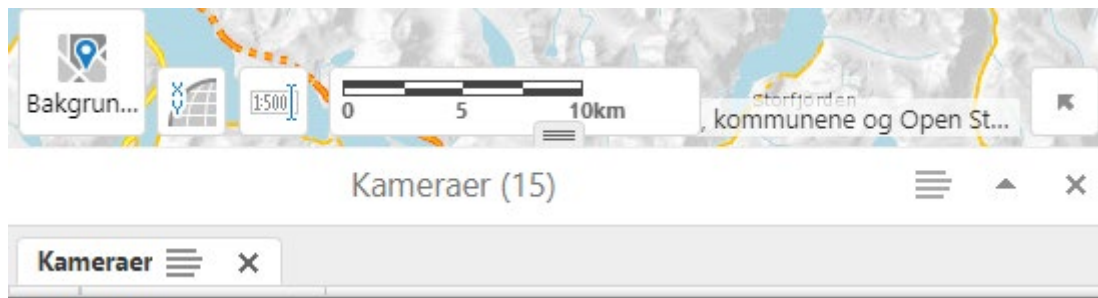 Bakgrun...
X
Y
1:500
0 5 10km
Storfjorden
, kommunene og Open St...
Kameraer (15)
Kameraer